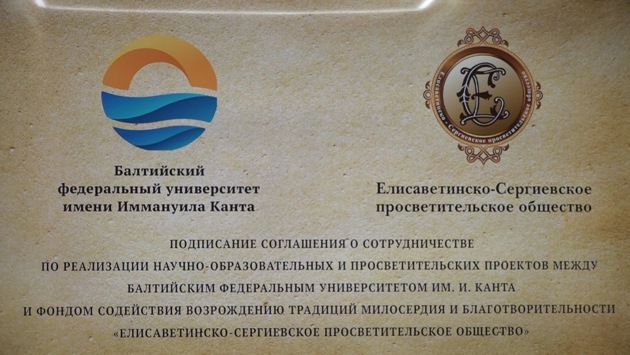 Балтийский
федеральный университет
имени Иммануила Канта
Елисаветинско-Сергиевское
просветительское общество
ПОДПИСАНИЕ СОГЛАШЕНИЯ О СОТРУДНИЧЕСТВЕ
ПО РЕАЛИЗАЦИИ НАУЧНО-ОБРАЗОВАТЕЛЬНЫХ И ПРОСВЕТИТЕЛЬСКИХ ПРОЕКТОВ МЕЖДУ
БАЛТИЙСКИМ ФЕДЕРАЛЬНЫМ УНИВЕРСИТЕТОМ ИМ. И. КАНТА
И ФОНДОМ СОДЕЙСТВИЯ ВОЗРОЖДЕНИЮ ТРАДИЦИЙ МИЛОСЕРДИЯ И БЛАГОТВОРИТЕЛЬНОСТИ
«ЕЛИСАВЕТИНСКО-СЕРГИЕВСКОЕ ПРОСВЕТИТЕЛЬСКОЕ ОБЩЕСТВО»